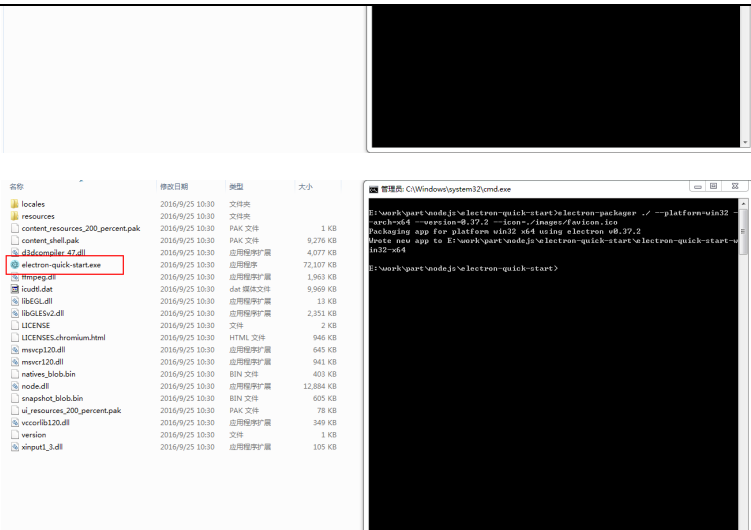 名称 修改日期 类型 大小
locales 2016/9/25 10:30 文件夹
resources 2016/9/25 10:30 文件夹
content_resources_200_percent.pak 2016/9/25 10:30 PAK 文件 1 KB
content_shell.pak 2016/9/25 10:30 PAK 文件 9,276 KB
d3dcompiler_47.dll 2016/9/25 10:30 应用程序扩展 4,077 KB
electron-quick-start.exe 2016/9/25 10:30 应用程序 72,107 KB
ffmpeg.dll 2016/9/25 10:30 应用程序扩展 1,963 KB
icudtl.dat 2016/9/25 10:30 dat 媒体文件 9,969 KB
libEGL.dll 2016/9/25 10:30 应用程序扩展 13 KB
libGLESv2.dll 2016/9/25 10:30 应用程序扩展 2,351 KB
LICENSE 2016/9/25 10:30 文件 2 KB
LICENSES.chromium.html 2016/9/25 10:30 HTML 文件 946 KB
msvcp120.dll 2016/9/25 10:30 应用程序扩展 645 KB
msvcr120.dll 2016/9/25 10:30 应用程序扩展 941 KB
natives_blob.bin 2016/9/25 10:30 BIN 文件 403 KB
node.dll 2016/9/25 10:30 应用程序扩展 12,884 KB
snapshot_blob.bin 2016/9/25 10:30 BIN 文件 605 KB
ui_resources_200_percent.pak 2016/9/25 10:30 PAK 文件 78 KB
vccorlib120.dll 2016/9/25 10:30 应用程序扩展 349 KB
version 2016/9/25 10:30 文件 1 KB
xinput1_3.dll 2016/9/25 10:30 应用程序扩展 105 KB
管理员: C:\Windows\system32\cmd.exe
E:\work\part\nodejs\electron-quick-start>electron-packager ./ --platform=win32 -
-arch=x64 --version=0.37.2 --icon=./images/favicon.ico
Packaging app for platform win32 x64 using electron v0.37.2
Wrote new app to E:\work\part\nodejs\electron-quick-start\electron-quick-start-w
in32-x64
E:\work\part\nodejs\electron-quick-start>